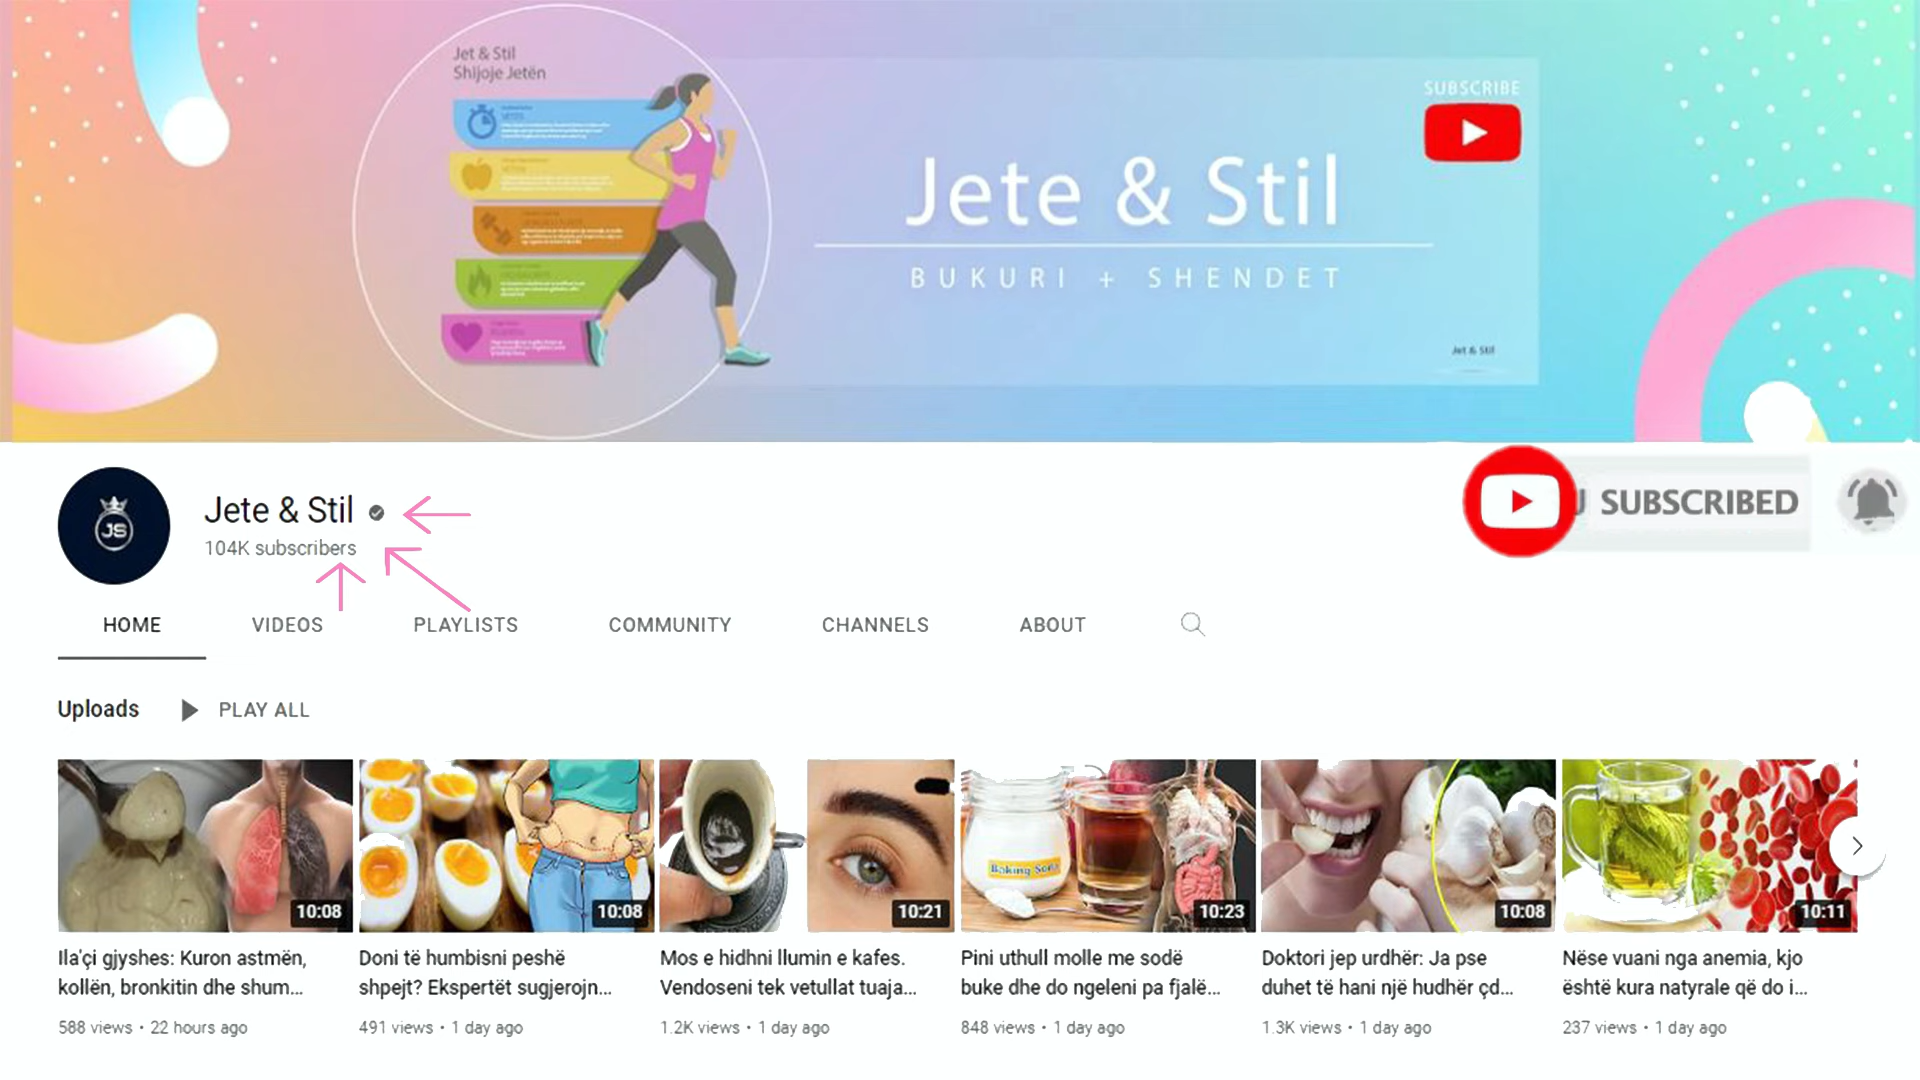 Jet & Stil
Shijoje Jetën
SUBSCRIBE
Jete & Stil
BUKURI + SHENDET
Jet & Stil
JS
Jete & Stil
104K subscribers
SUBSCRIBED
HOME VIDEOS PLAYLISTS COMMUNITY CHANNELS ABOUT
Uploads PLAY ALL
Baking Soda
10:08 10:08 10:21 10:23 10:08 10:11
Ila'çi gjyshes: Kuron astmën,
kollën, bronkitin dhe shum...
588 views • 22 hours ago
Doni të humbisni peshë
shpejt? Ekspertët sugjerojn...
491 views • 1 day ago
Mos e hidhni llumin e kafes.
Vendoseni tek vetullat tuaja...
1.2K views • 1 day ago
Pini uthull molle me sodë
buke dhe do ngeleni pa fjalë...
848 views • 1 day ago
Doktori jep urdhër: Ja pse
duhet të hani një hudhër çd...
1.3K views • 1 day ago
Nëse vuani nga anemia, kjo
është kura natyrale që do i...
237 views • 1 day ago